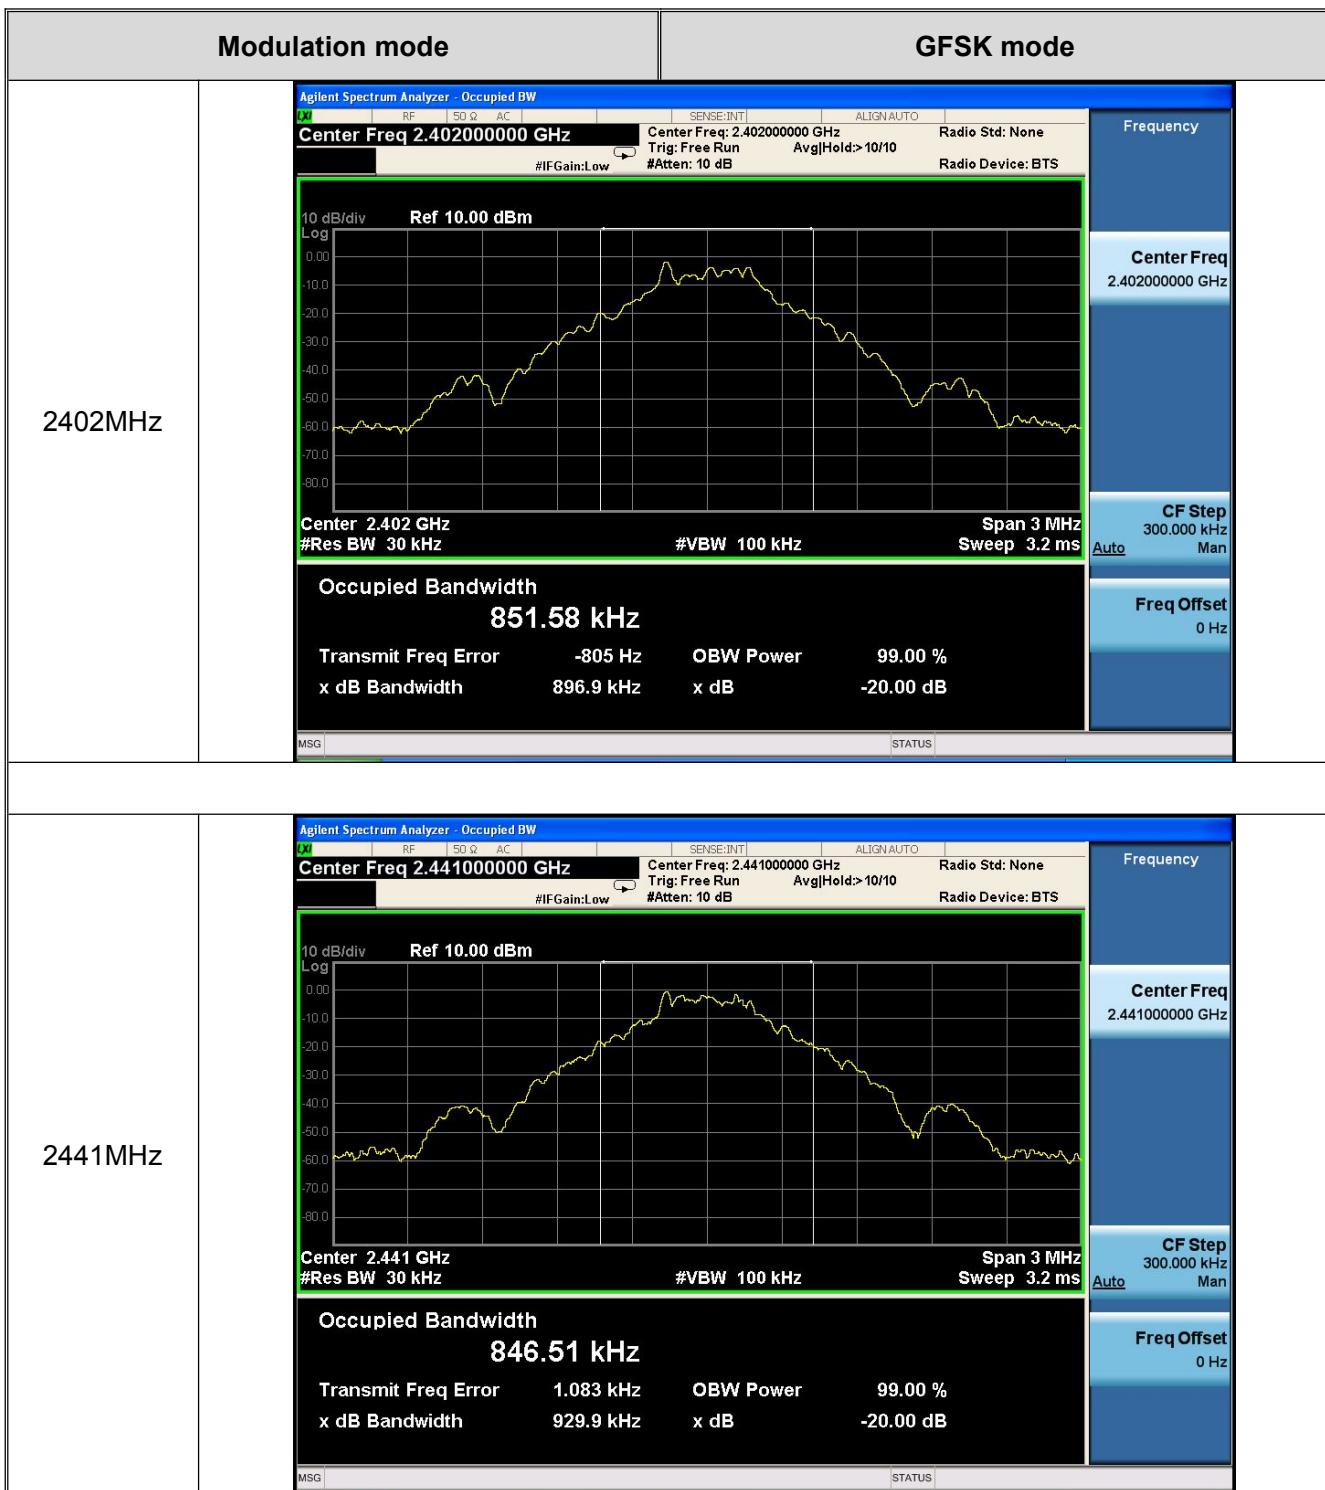 Modulation mode GFSK mode
2402MHz
Agilent Spectrum Analyzer - Occupied BW
LXI RF 50 Ω AC SENSE:INT ALIGN AUTO
Center Freq 2.402000000 GHz
Center Freq: 2.402000000 GHz Radio Std: None
Trig: Free Run Avg|Hold:>10/10
#IFGain:Low #Atten: 10 dB Radio Device: BTS
10 dB/div Ref 10.00 dBm
Log
0.00
-10.0
-20.0
-30.0
-40.0
-50.0
-60.0
-70.0
-80.0
Center 2.402 GHz Span 3 MHz
#Res BW 30 kHz #VBW 100 kHz Sweep 3.2 ms
Occupied Bandwidth
851.58 kHz
Transmit Freq Error -805 Hz OBW Power 99.00 %
x dB Bandwidth 896.9 kHz x dB -20.00 dB
MSG STATUS
Frequency
Center Freq
2.402000000 GHz
CF Step
300.000 kHz
Auto Man
Freq Offset
0 Hz
2441MHz
Agilent Spectrum Analyzer - Occupied BW
LXI RF 50 Ω AC SENSE:INT ALIGN AUTO
Center Freq 2.441000000 GHz
Center Freq: 2.441000000 GHz Radio Std: None
Trig: Free Run Avg|Hold:>10/10
#IFGain:Low #Atten: 10 dB Radio Device: BTS
10 dB/div Ref 10.00 dBm
Log
0.00
-10.0
-20.0
-30.0
-40.0
-50.0
-60.0
-70.0
-80.0
Center 2.441 GHz Span 3 MHz
#Res BW 30 kHz #VBW 100 kHz Sweep 3.2 ms
Occupied Bandwidth
846.51 kHz
Transmit Freq Error 1.083 kHz OBW Power 99.00 %
x dB Bandwidth 929.9 kHz x dB -20.00 dB
MSG STATUS
Frequency
Center Freq
2.441000000 GHz
CF Step
300.000 kHz
Auto Man
Freq Offset
0 Hz